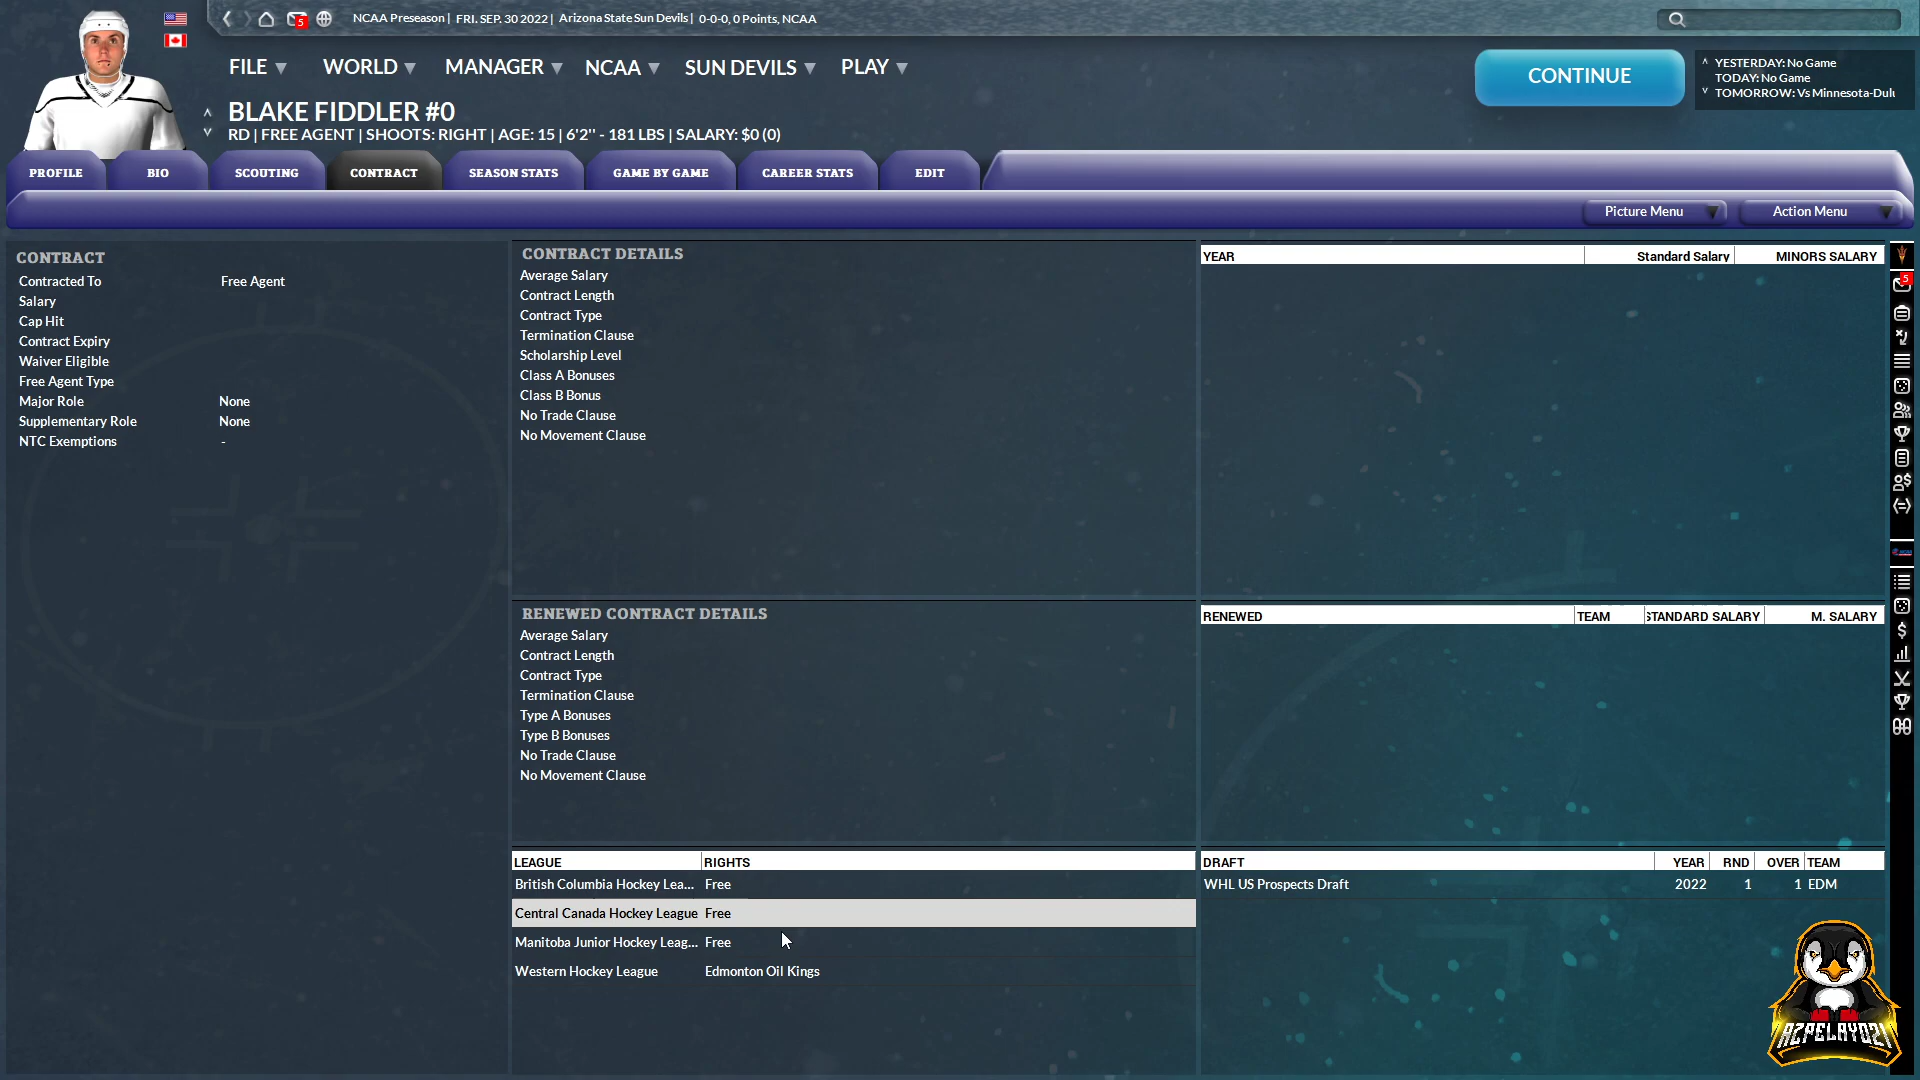 NCAA Preseason | FRI. SEP. 30 2022 | Arizona State Sun Devils | 0-0-0, 0 Points, NCAA
5
FILE WORLD MANAGER NCAA SUN DEVILS PLAY
CONTINUE
YESTERDAY: No Game
TODAY: No Game
TOMORROW: Vs Minnesota-Dulu
BLAKE FIDDLER #0
RD | FREE AGENT | SHOOTS: RIGHT | AGE: 15 | 6'2'' - 181 LBS | SALARY: $0 (0)
PROFILE BIO SCOUTING CONTRACT SEASON STATS GAME BY GAME CAREER STATS EDIT
Picture Menu Action Menu
CONTRACT
Contracted To Free Agent
Salary
Cap Hit
Contract Expiry
Waiver Eligible
Free Agent Type
Major Role None
Supplementary Role None
NTC Exemptions -
CONTRACT DETAILS
Average Salary
Contract Length
Contract Type
Termination Clause
Scholarship Level
Class A Bonuses
Class B Bonus
No Trade Clause
No Movement Clause
YEAR Standard Salary MINORS SALARY
5
RENEWED CONTRACT DETAILS
Average Salary
Contract Length
Contract Type
Termination Clause
Type A Bonuses
Type B Bonuses
No Trade Clause
No Movement Clause
RENEWED TEAM STANDARD SALARY M. SALARY
LEAGUE RIGHTS
British Columbia Hockey Lea... Free
Central Canada Hockey League Free
Manitoba Junior Hockey Leag... Free
Western Hockey League Edmonton Oil Kings
DRAFT YEAR RND OVER TEAM
WHL US Prospects Draft 2022 1 1 EDM
AZPELAYO21